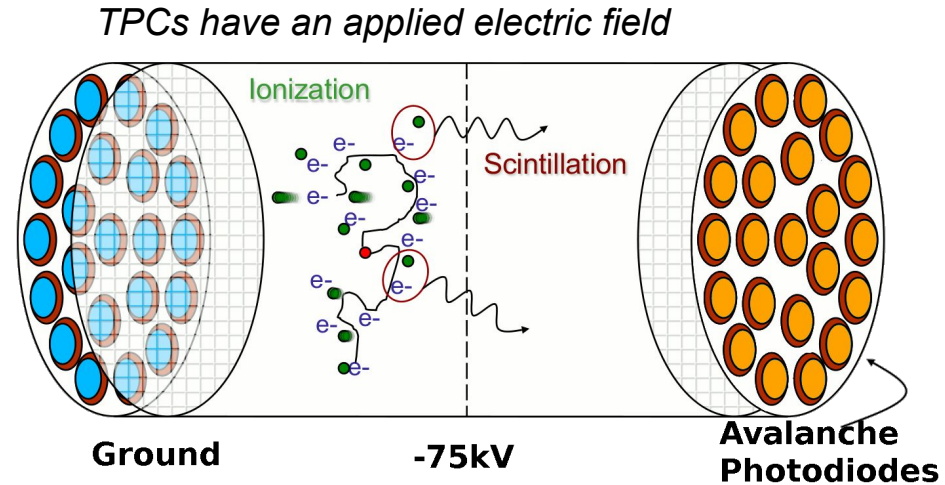 TPCs have an applied electric field
Ionization
e-
e-
e-
e-
e-
e-
e-
Scintillation
e-
e-
e-
e-
e-
e-
Ground
-75kV
Avalanche
Photodiodes